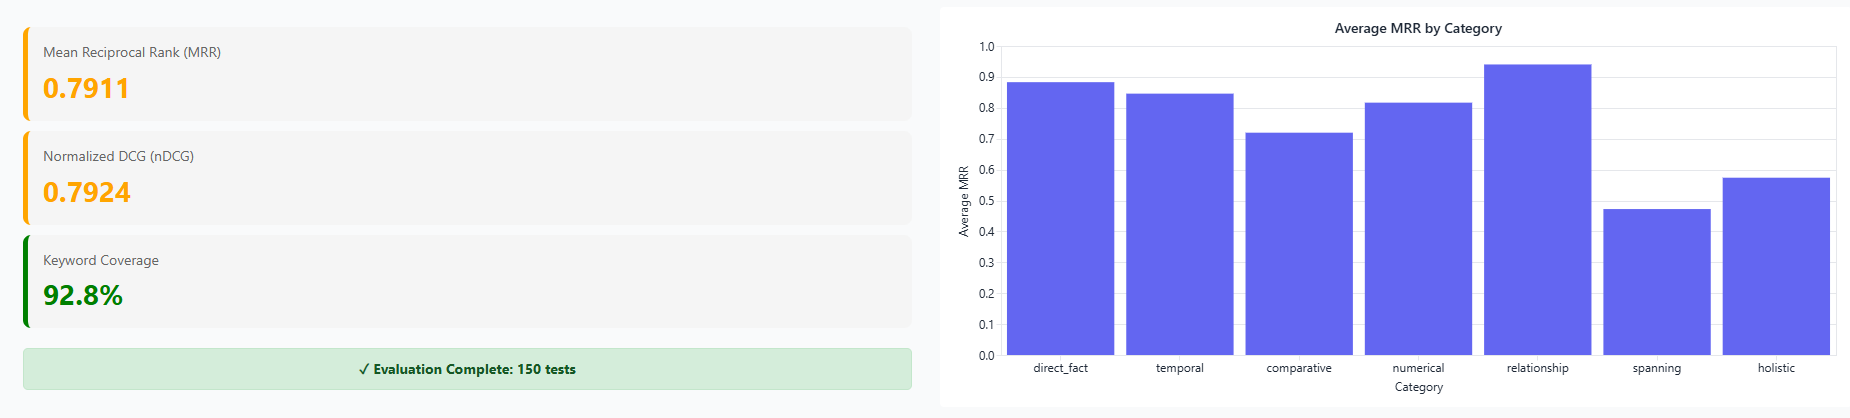 Mean Reciprocal Rank (MRR)
0.7911
Normalized DCG (nDCG)
0.7924
Keyword Coverage
92.8%
✓ Evaluation Complete: 150 tests
Average MRR by Category
Average MRR
1.0
0.9
0.8
0.7
0.6
0.5
0.4
0.3
0.2
0.1
0.0
direct_fact temporal comparative numerical relationship spanning holistic
Category